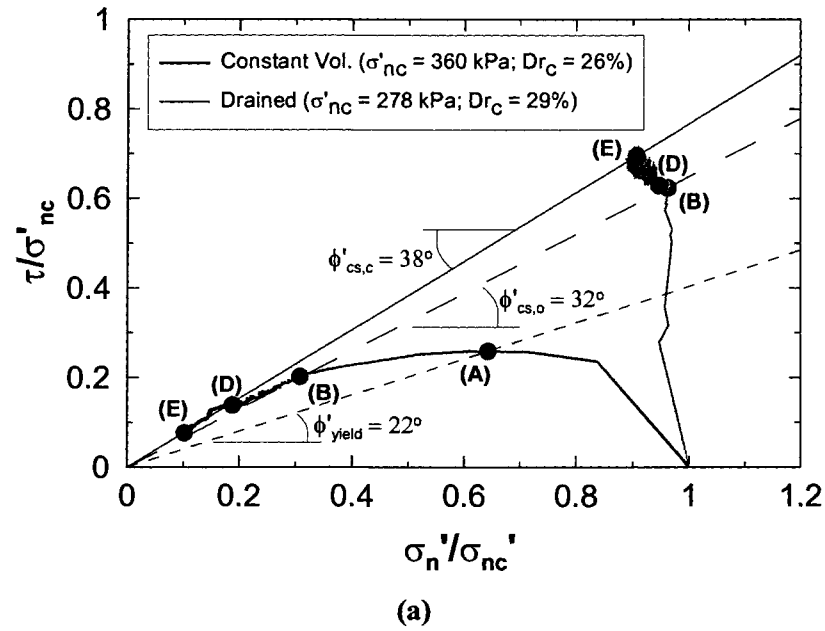 Constant Vol. (σ'nc = 360 kPa; Drc = 26%)
Drained (σ'nc = 278 kPa; Drc = 29%)
1
0.8
0.6
0.4
0.2
0
τ/σ'nc
(E)
(D)
(B)
ϕ'cs,c = 38°
ϕ'cs,o = 32°
(A)
(B)
(D)
(E)
ϕ'yield = 22°
0 0.2 0.4 0.6 0.8 1 1.2
σn'/σnc'
(a)